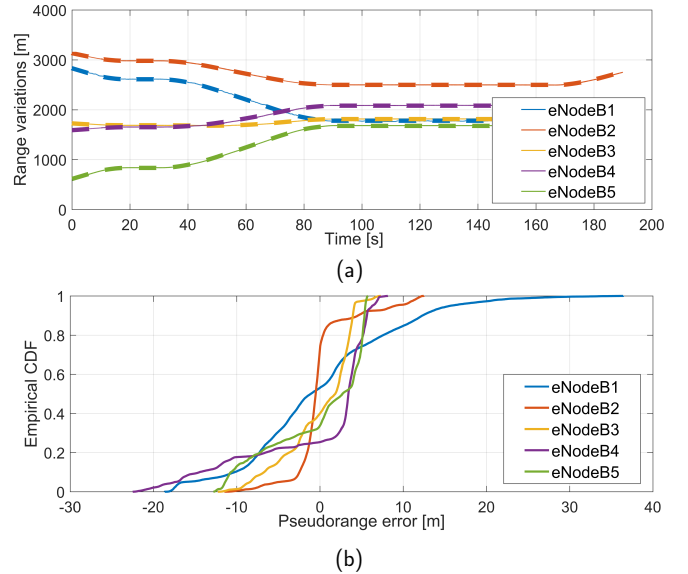 4000
3000
2000
1000
0
Range variations [m]
eNodeB1
eNodeB2
eNodeB3
eNodeB4
eNodeB5
0 20 40 60 80 100 120 140 160 180 200
Time [s]
(a)
1
0.8
0.6
0.4
0.2
0
Empirical CDF
eNodeB1
eNodeB2
eNodeB3
eNodeB4
eNodeB5
-30 -20 -10 0 10 20 30 40
Pseudorange error [m]
(b)